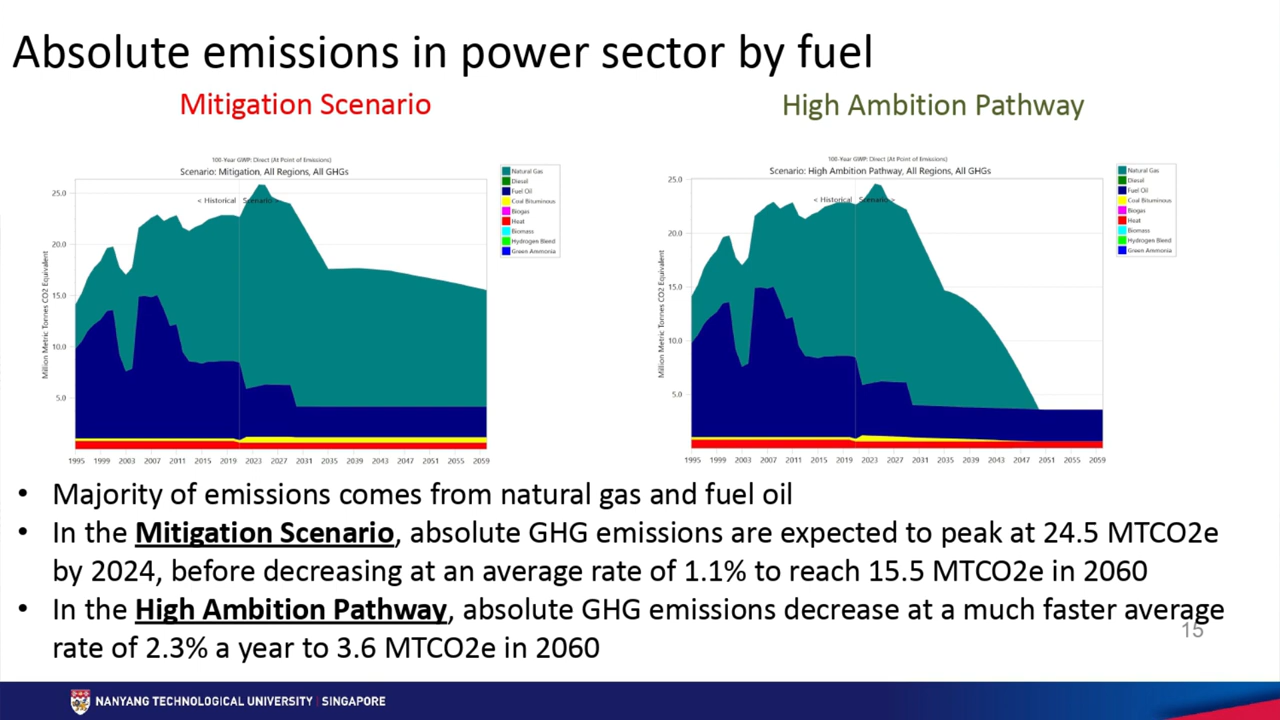 Absolute emissions in power sector by fuel
Mitigation Scenario
High Ambition Pathway
100-Year GWP: Direct (At Point of Emissions)
Scenario: Mitigation, All Regions, All GHGs
< Historical Scenario >
Million Metric Tonnes CO2 Equivalent
25.0
20.0
15.0
10.0
5.0
1995 1999 2003 2007 2011 2015 2019 2023 2027 2031 2035 2039 2043 2047 2051 2055 2059
Natural Gas
Diesel
Fuel Oil
Coal Bituminous
Biogas
Heat
Biomass
Hydrogen Blend
Green Ammonia
100-Year GWP: Direct (At Point of Emissions)
Scenario: High Ambition Pathway, All Regions, All GHGs
< Historical Scenario >
Million Metric Tonnes CO2 Equivalent
25.0
20.0
15.0
10.0
5.0
1995 1999 2003 2007 2011 2015 2019 2023 2027 2031 2035 2039 2043 2047 2051 2055 2059
Natural Gas
Diesel
Fuel Oil
Coal Bituminous
Biogas
Heat
Biomass
Hydrogen Blend
Green Ammonia
• Majority of emissions comes from natural gas and fuel oil
• In the Mitigation Scenario, absolute GHG emissions are expected to peak at 24.5 MTCO2e
by 2024, before decreasing at an average rate of 1.1% to reach 15.5 MTCO2e in 2060
• In the High Ambition Pathway, absolute GHG emissions decrease at a much faster average
rate of 2.3% a year to 3.6 MTCO2e in 2060
15
NANYANG TECHNOLOGICAL UNIVERSITY | SINGAPORE